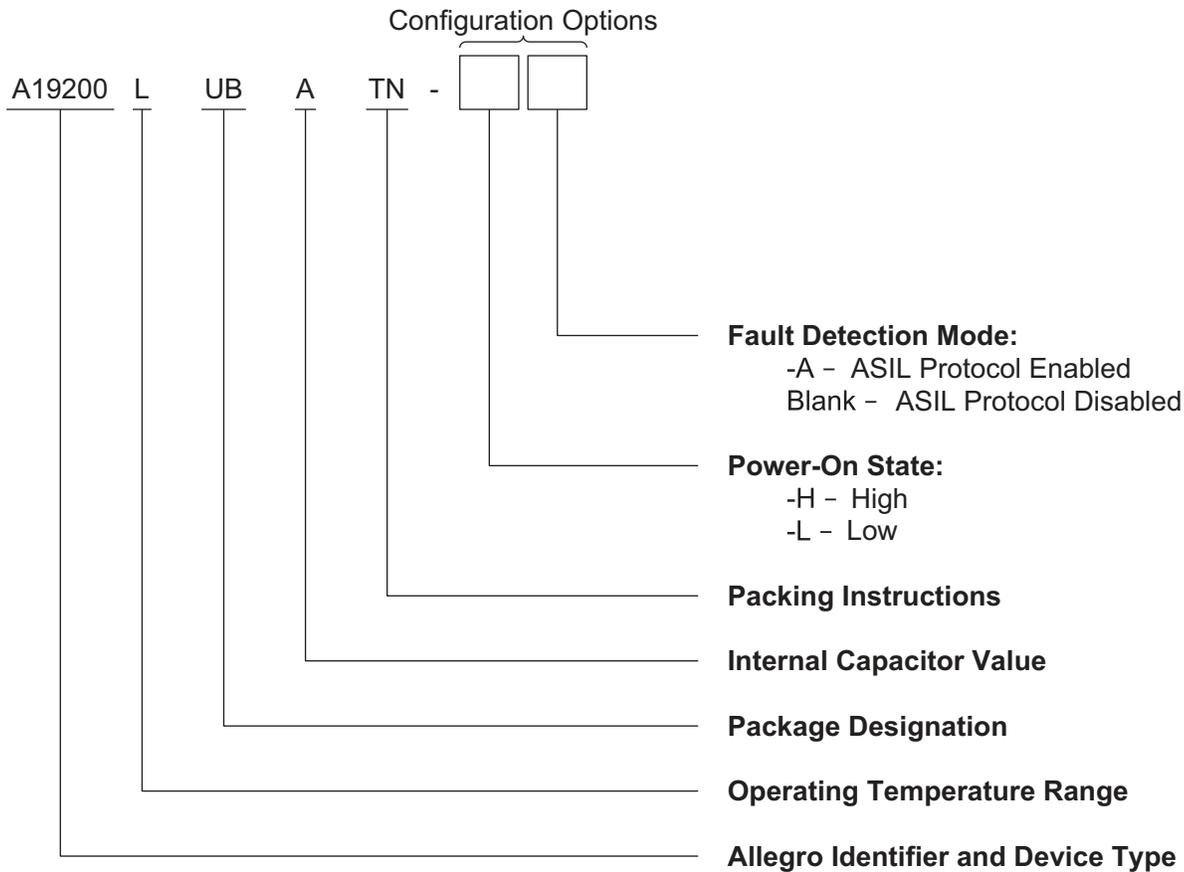 Configuration Options
A19200 L UB A TN -
Fault Detection Mode:
-A – ASIL Protocol Enabled
Blank – ASIL Protocol Disabled
Power-On State:
-H – High
-L – Low
Packing Instructions
Internal Capacitor Value
Package Designation
Operating Temperature Range
Allegro Identifier and Device Type